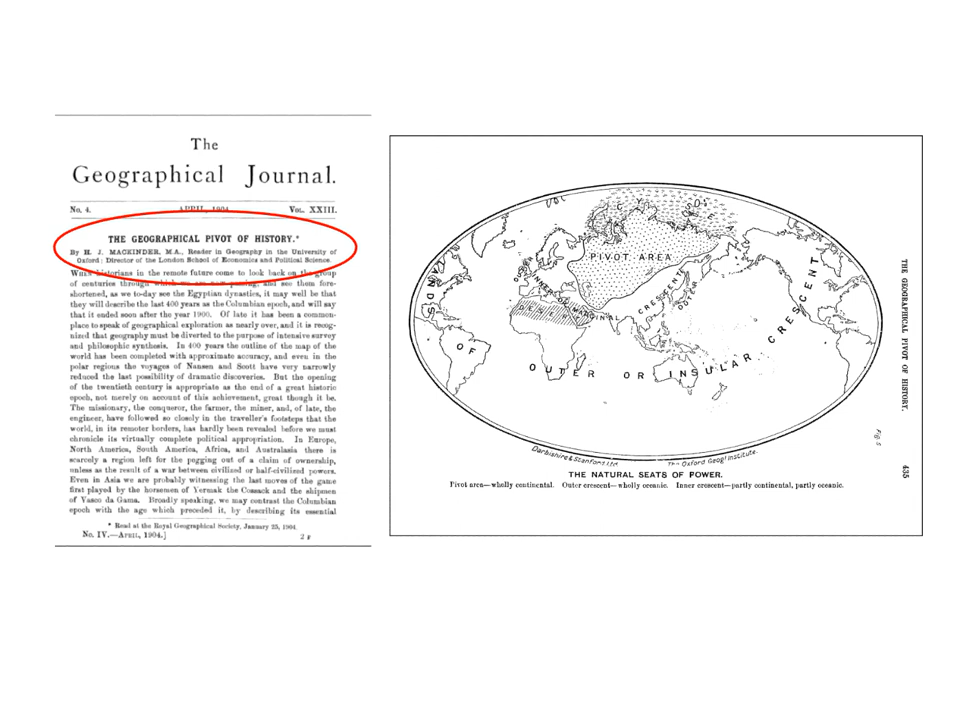 The
Geographical Journal.
No. 4. APRIL, 1904. VOL. XXIII.
THE GEOGRAPHICAL PIVOT OF HISTORY.*
By H. J. MACKINDER, M.A., Reader in Geography in the University of
Oxford; Director of the London School of Economics and Political Science.
WHEN historians in the remote future come to look back on the group
of centuries through which we are now passing, and see them fore-
shortened, as we to-day see the Egyptian dynasties, it may well be that
they will describe the last 400 years as the Columbian epoch, and will say
that it ended soon after the year 1900. Of late it has been a common-
place to speak of geographical exploration as nearly over, and it is recog-
nized that geography must be diverted to the purpose of intensive survey
and philosophic synthesis. In 400 years the outline of the map of the
world has been completed with approximate accuracy, and even in the
polar regions the voyages of Nansen and Scott have very narrowly
reduced the last possibility of dramatic discoveries. But the opening
of the twentieth century is appropriate as the end of a great historic
epoch, not merely on account of this achievement, great though it be.
The missionary, the conqueror, the farmer, the miner, and, of late, the
engineer, have followed so closely in the traveller's footsteps that the
world, in its remoter borders, has hardly been revealed before we must
chronicle its virtually complete political appropriation. In Europe,
North America, South America, Africa, and Australasia there is
scarcely a region left for the pegging out of a claim of ownership,
unless as the result of a war between civilized or half-civilized powers.
Even in Asia we are probably witnessing the last moves of the game
first played by the horsemen of Yermak the Cossack and the shipmen
of Vasco da Gama. Broadly speaking, we may contrast the Columbian
epoch with the age which preceded it, by describing its essential
* Read at the Royal Geographical Society, January 25, 1904.
No. IV.—APRIL, 1904.] 2 F
ICY SEA
PIVOT AREA
INNER OR MARGINAL CRESCENT
DESERT
LANDS OF OUTER OR INSULAR CRESCENT
Darbishire & Stanford Ltd. The Oxford Geog! Institute.
THE NATURAL SEATS OF POWER.
Pivot area—wholly continental. Outer crescent—wholly oceanic. Inner crescent—partly continental, partly oceanic.
THE GEOGRAPHICAL PIVOT OF HISTORY.
Fig. 5
435